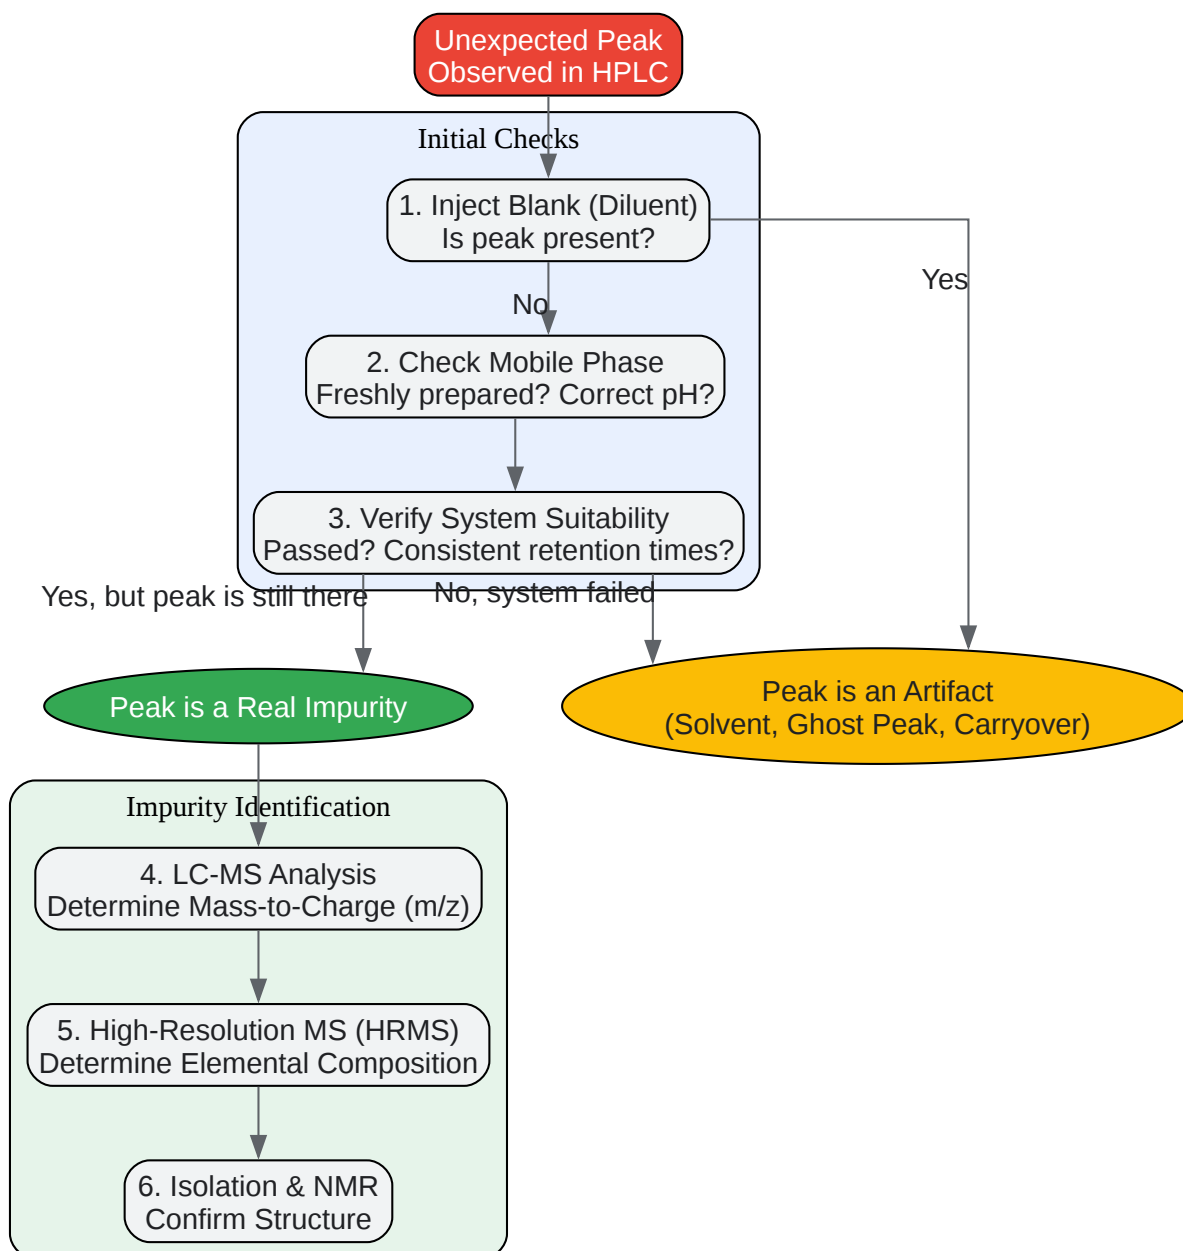 Unexpected Peak
Observed in HPLC
Initial Checks
1. Inject Blank (Diluent)
Is peak present?
Yes
No
2. Check Mobile Phase
Freshly prepared? Correct pH?
3. Verify System Suitability
Passed? Consistent retention times?
Yes, but peak is still there
No, system failed
Peak is a Real Impurity
Peak is an Artifact
(Solvent, Ghost Peak, Carryover)
Impurity Identification
4. LC-MS Analysis
Determine Mass-to-Charge (m/z)
5. High-Resolution MS (HRMS)
Determine Elemental Composition
6. Isolation & NMR
Confirm Structure